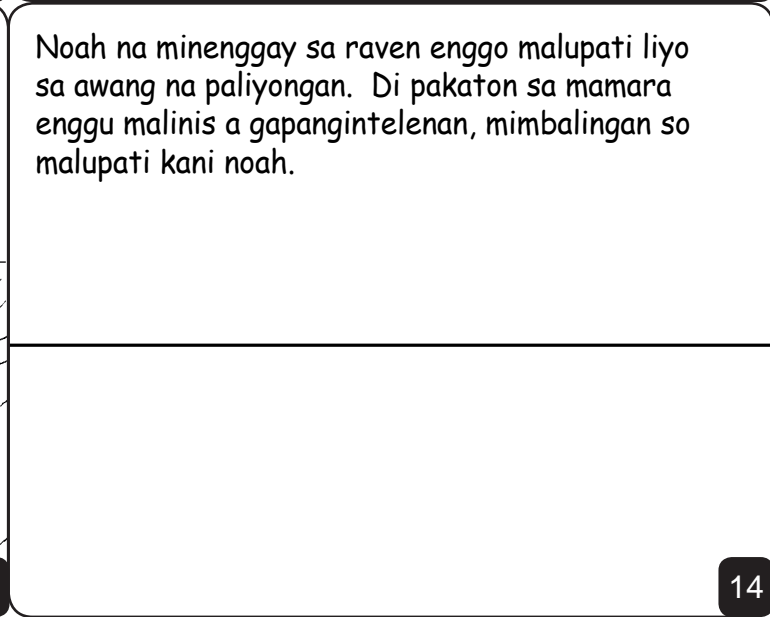 Noah na minenggay sa raven enggo malupati liyo
sa awang na paliyongan.  Di pakaton sa mamara
enggu malinis a gapangintelenan, mimbalingan so
malupati kani noah.
14